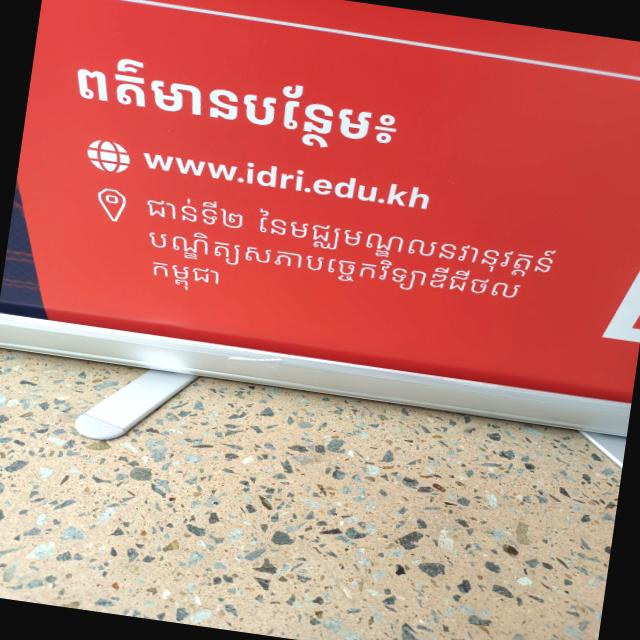 ពត៌មានបន្ថែម៖
www.idri.edu.kh
ជាន់ទី២ នៃមជ្ឈមណ្ឌលនវានុវត្តន៍
បណ្ឌិត្យសភាបច្ចេកវិទ្យាឌីជីថល
កម្ពុជា